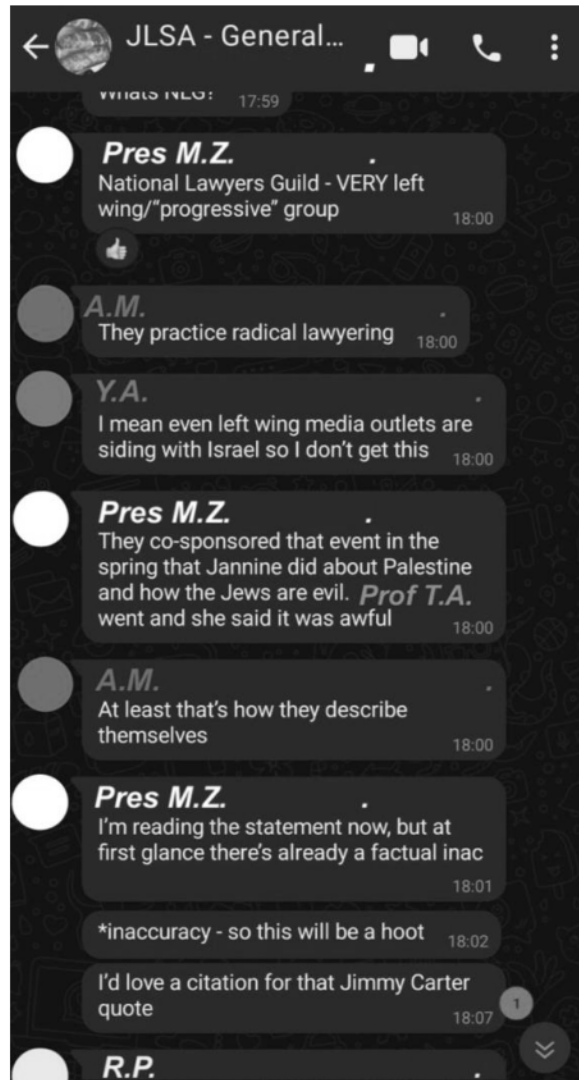 JLSA - General...
Whats NLG? 17:59
Pres M.Z.
National Lawyers Guild - VERY left
wing/“progressive” group 18:00
A.M.
They practice radical lawyering 18:00
Y.A.
I mean even left wing media outlets are
siding with Israel so I don’t get this 18:00
Pres M.Z.
They co-sponsored that event in the
spring that Jannine did about Palestine
and how the Jews are evil. Prof T.A.
went and she said it was awful 18:00
A.M.
At least that’s how they describe
themselves 18:00
Pres M.Z.
I’m reading the statement now, but at
first glance there’s already a factual inac
18:01
*inaccuracy - so this will be a hoot 18:02
I’d love a citation for that Jimmy Carter
quote 18:07
1
R.P.